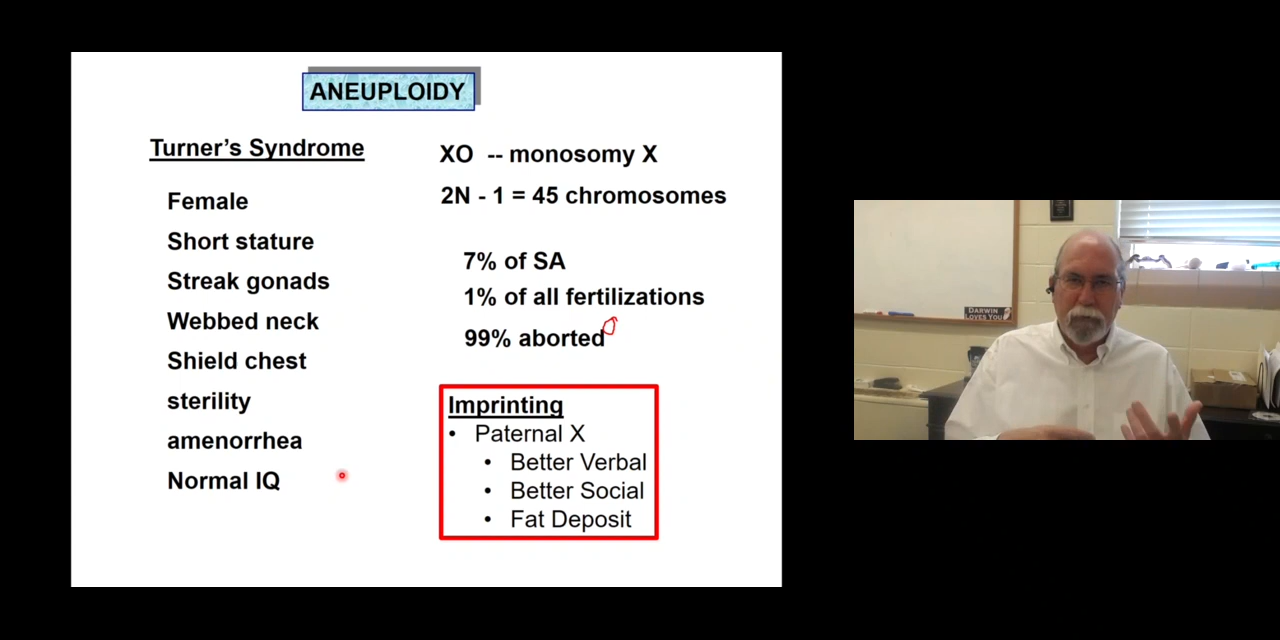 ANEUPLOIDY
Turner's Syndrome
Female
Short stature
Streak gonads
Webbed neck
Shield chest
sterility
amenorrhea
Normal IQ
XO -- monosomy X
2N - 1 = 45 chromosomes
7% of SA
1% of all fertilizations
99% aborted
Imprinting
• Paternal X
• Better Verbal
• Better Social
• Fat Deposit
DARWIN
LOVES YOU